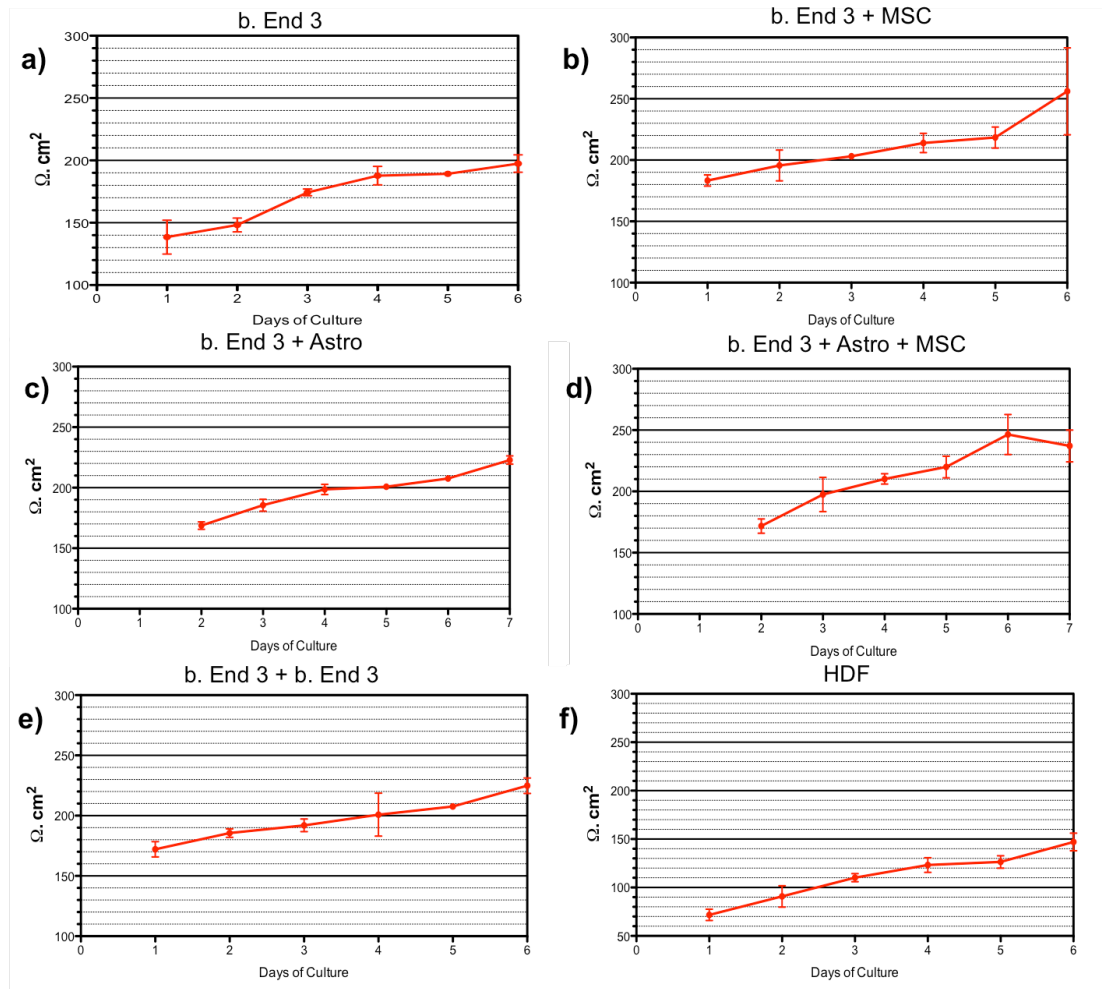 b. End 3
a)
300
250
200
150
100
Ω. cm²
0 1 2 3 4 5 6
Days of Culture
b. End 3 + MSC
b)
300
250
200
150
100
Ω. cm²
0 1 2 3 4 5 6
Days of Culture
b. End 3 + Astro
c)
300
250
200
150
100
Ω. cm²
0 1 2 3 4 5 6 7
Days of Culture
b. End 3 + Astro + MSC
d)
300
250
200
150
100
Ω. cm²
0 1 2 3 4 5 6 7
Days of Culture
b. End 3 + b. End 3
e)
300
250
200
150
100
Ω. cm²
0 1 2 3 4 5 6
Days of Culture
HDF
f)
300
250
200
150
100
50
Ω. cm²
0 1 2 3 4 5 6
Days of Culture